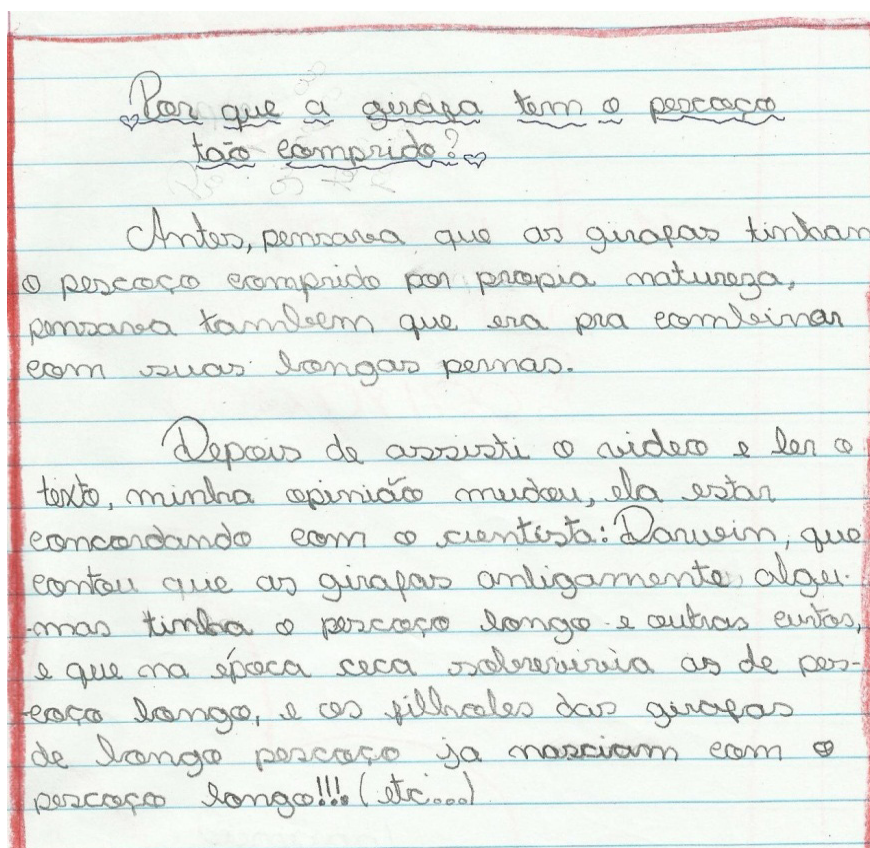 Por que a girafa tem o pescoço
tão comprido?
Antes, pensava que as girafas tinham
o pescoço comprido por propia natureza,
pensava tambem que era pra combinar
com suas longas pernas.
Depois de assisti o video e ler o
texto, minha opinião mudou, ela estar
concordando com o cientista: Darwin, que
contou que as girafas antigamente algu-
-mas tinha o pescoço longo e outras curtos,
e que na época ceca sobreviria as de pes-
-coço longo, e os filhotes das girafas
de longo pescoço ja nasciam com o
pescoço longo!!! (etc...)